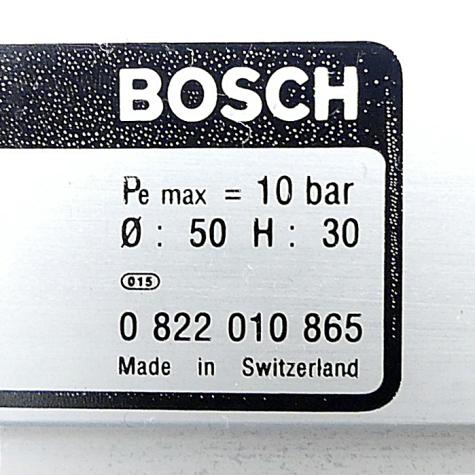 BOSCH
Pe max = 10 bar
Ø : 50 H : 30
015
0 822 010 865
Made in Switzerland